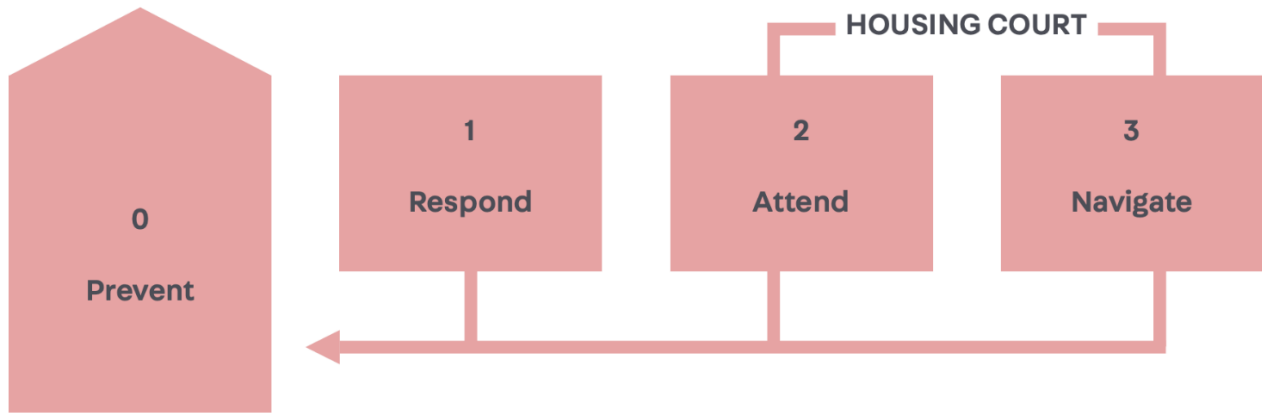 HOUSING COURT
0
Prevent
1
Respond
2
Attend
3
Navigate